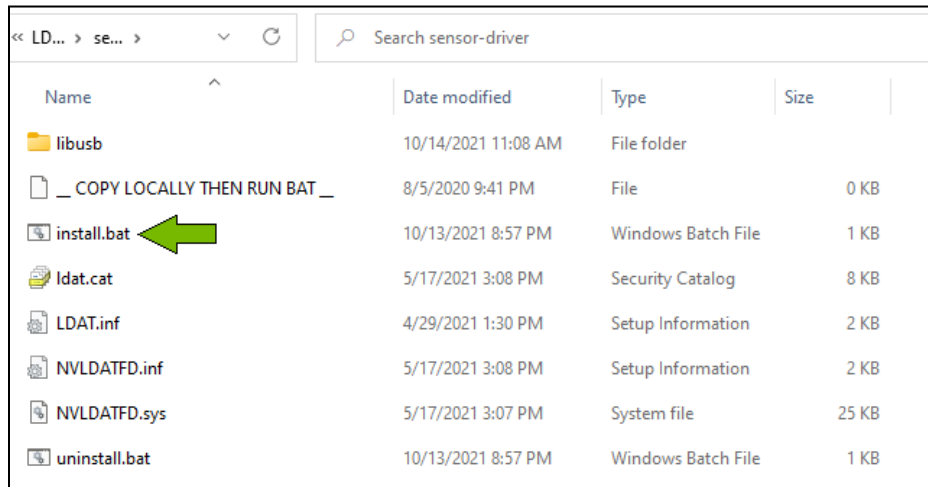 « LD... › se... › Search sensor-driver
Name Date modified Type Size
libusb 10/14/2021 11:08 AM File folder
__ COPY LOCALLY THEN RUN BAT __ 8/5/2020 9:41 PM File 0 KB
install.bat 10/13/2021 8:57 PM Windows Batch File 1 KB
ldat.cat 5/17/2021 3:08 PM Security Catalog 8 KB
LDAT.inf 4/29/2021 1:30 PM Setup Information 2 KB
NVLDATFD.inf 5/17/2021 3:08 PM Setup Information 2 KB
NVLDATFD.sys 5/17/2021 3:07 PM System file 25 KB
uninstall.bat 10/13/2021 8:57 PM Windows Batch File 1 KB